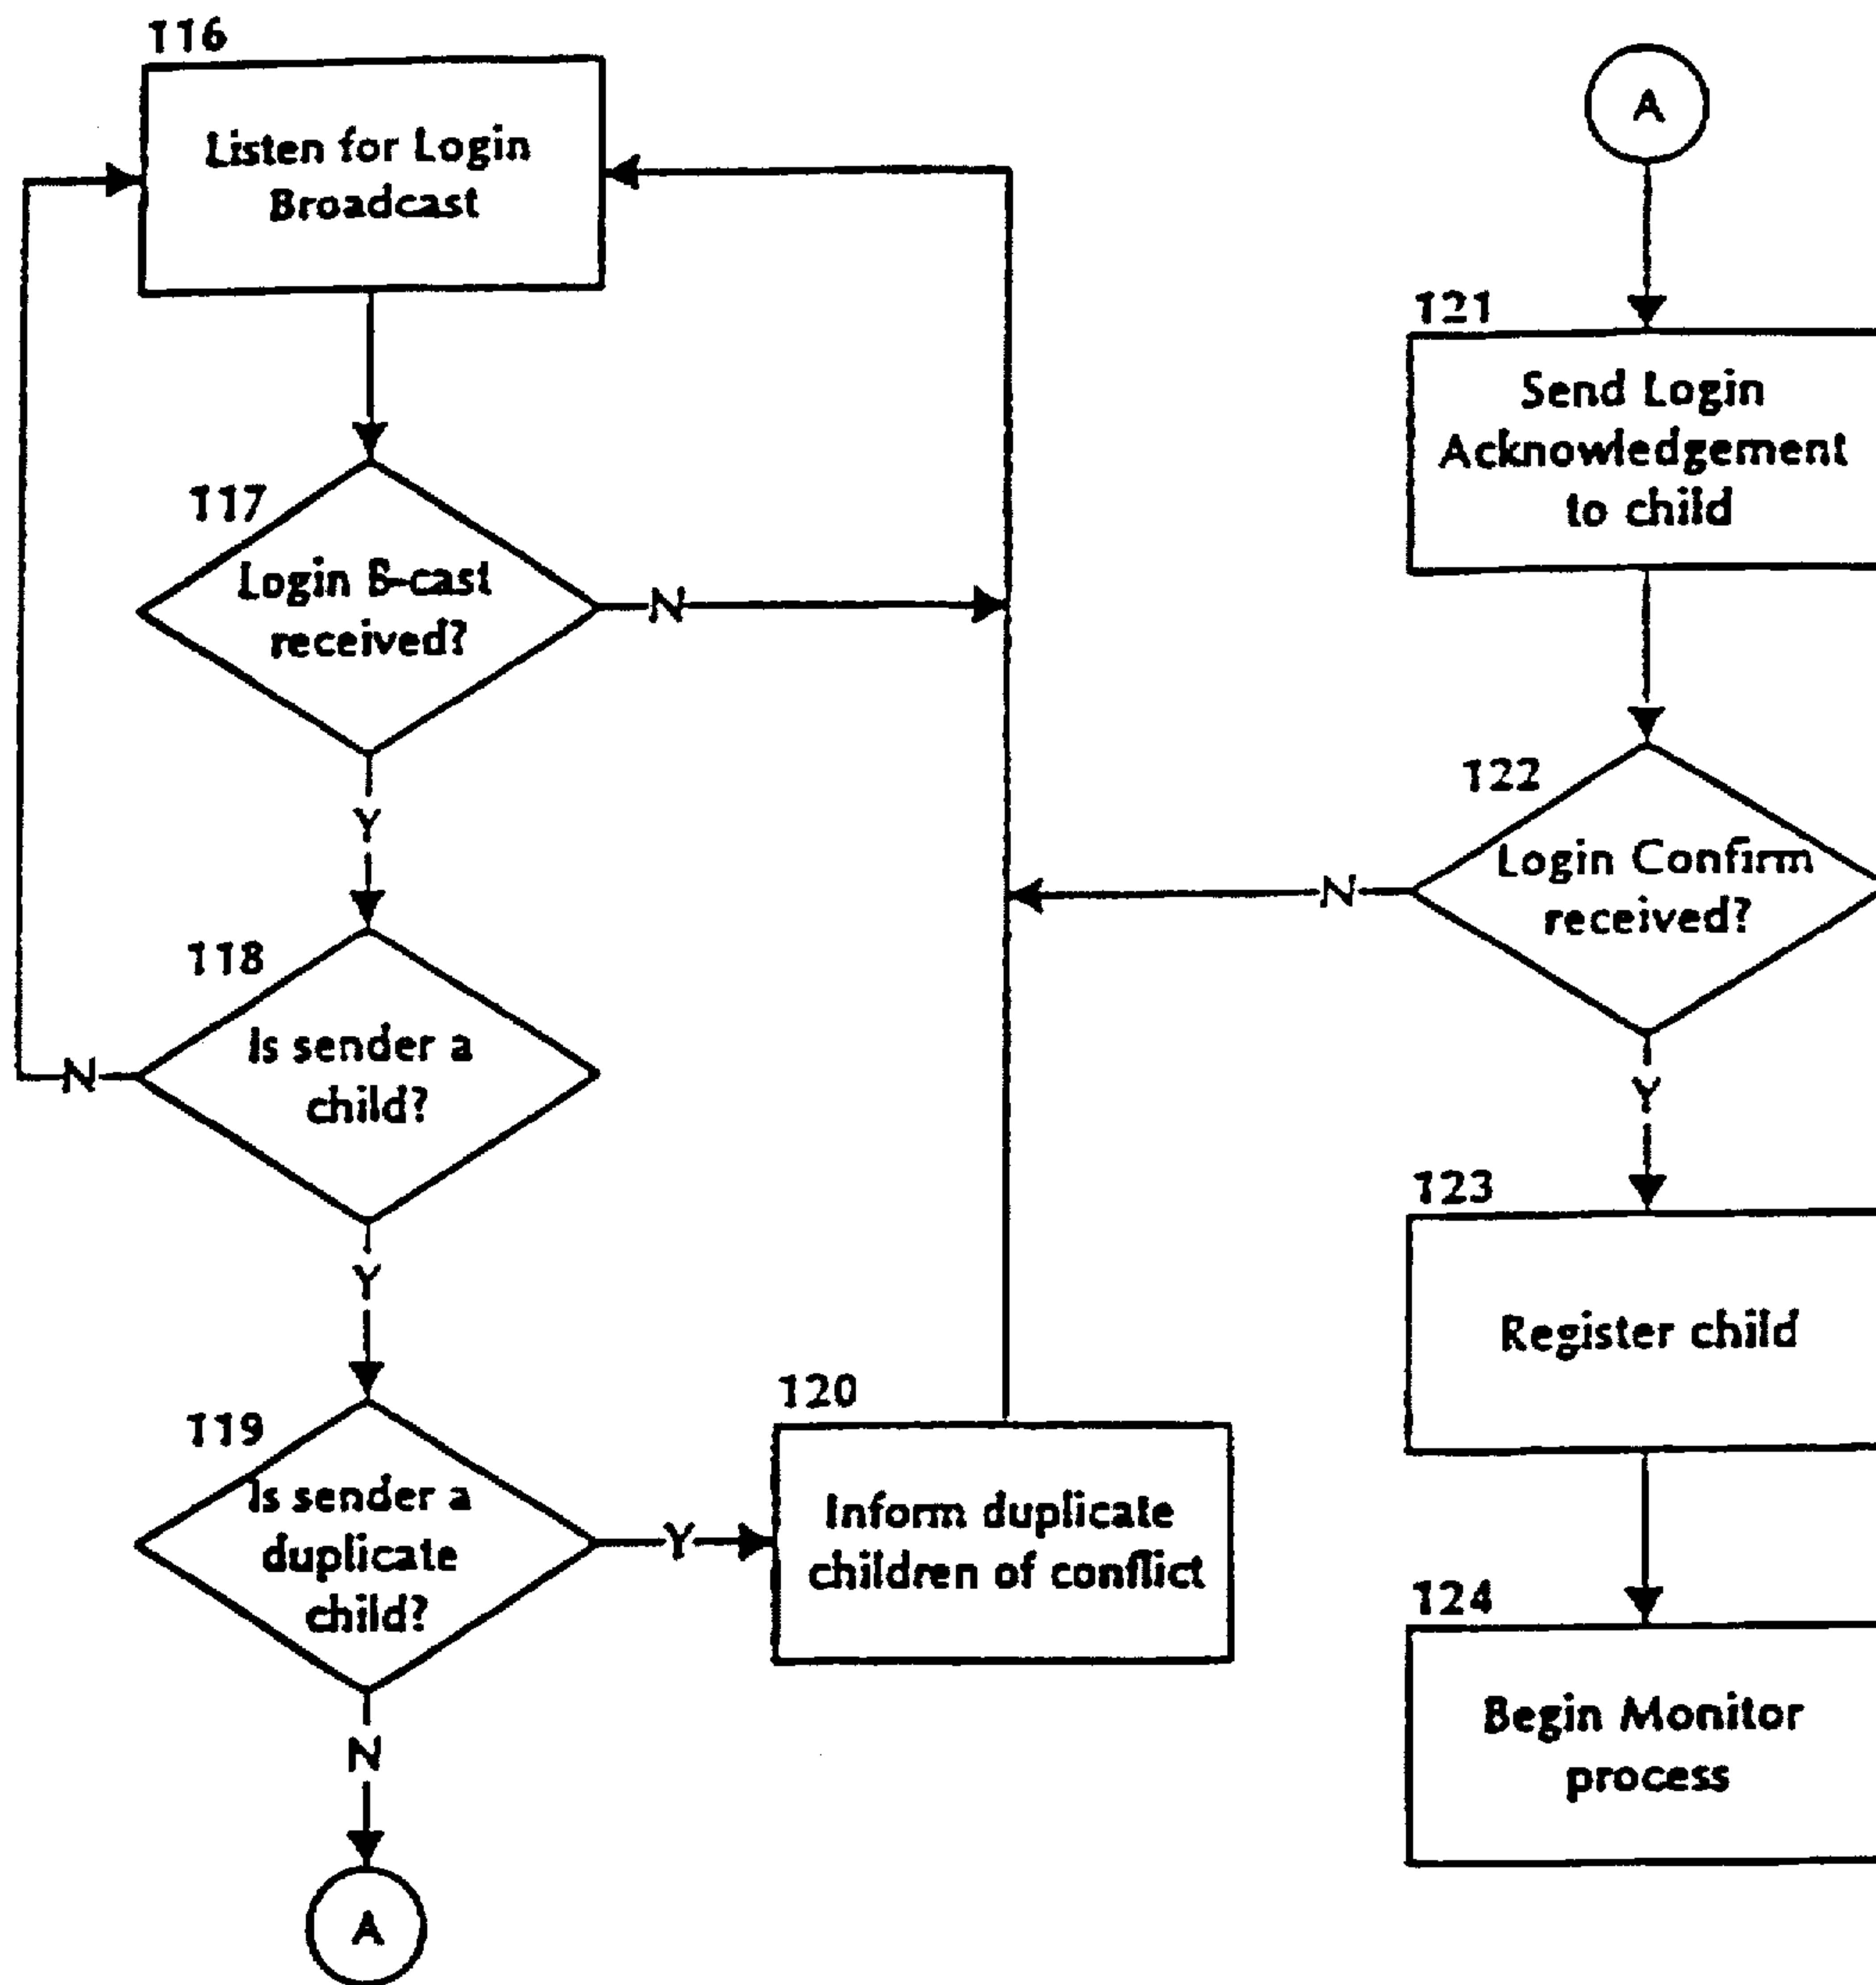 116
Listen for Login
Broadcast
117
Login B-cast
received?
N
Y
118
Is sender a
child?
N
Y
119
Is sender a
duplicate
child?
Y
120
Inform duplicate
children of conflict
N
A
A
121
Send Login
Acknowledgement
to child
122
Login Confirm
received?
N
Y
123
Register child
124
Begin Monitor
process